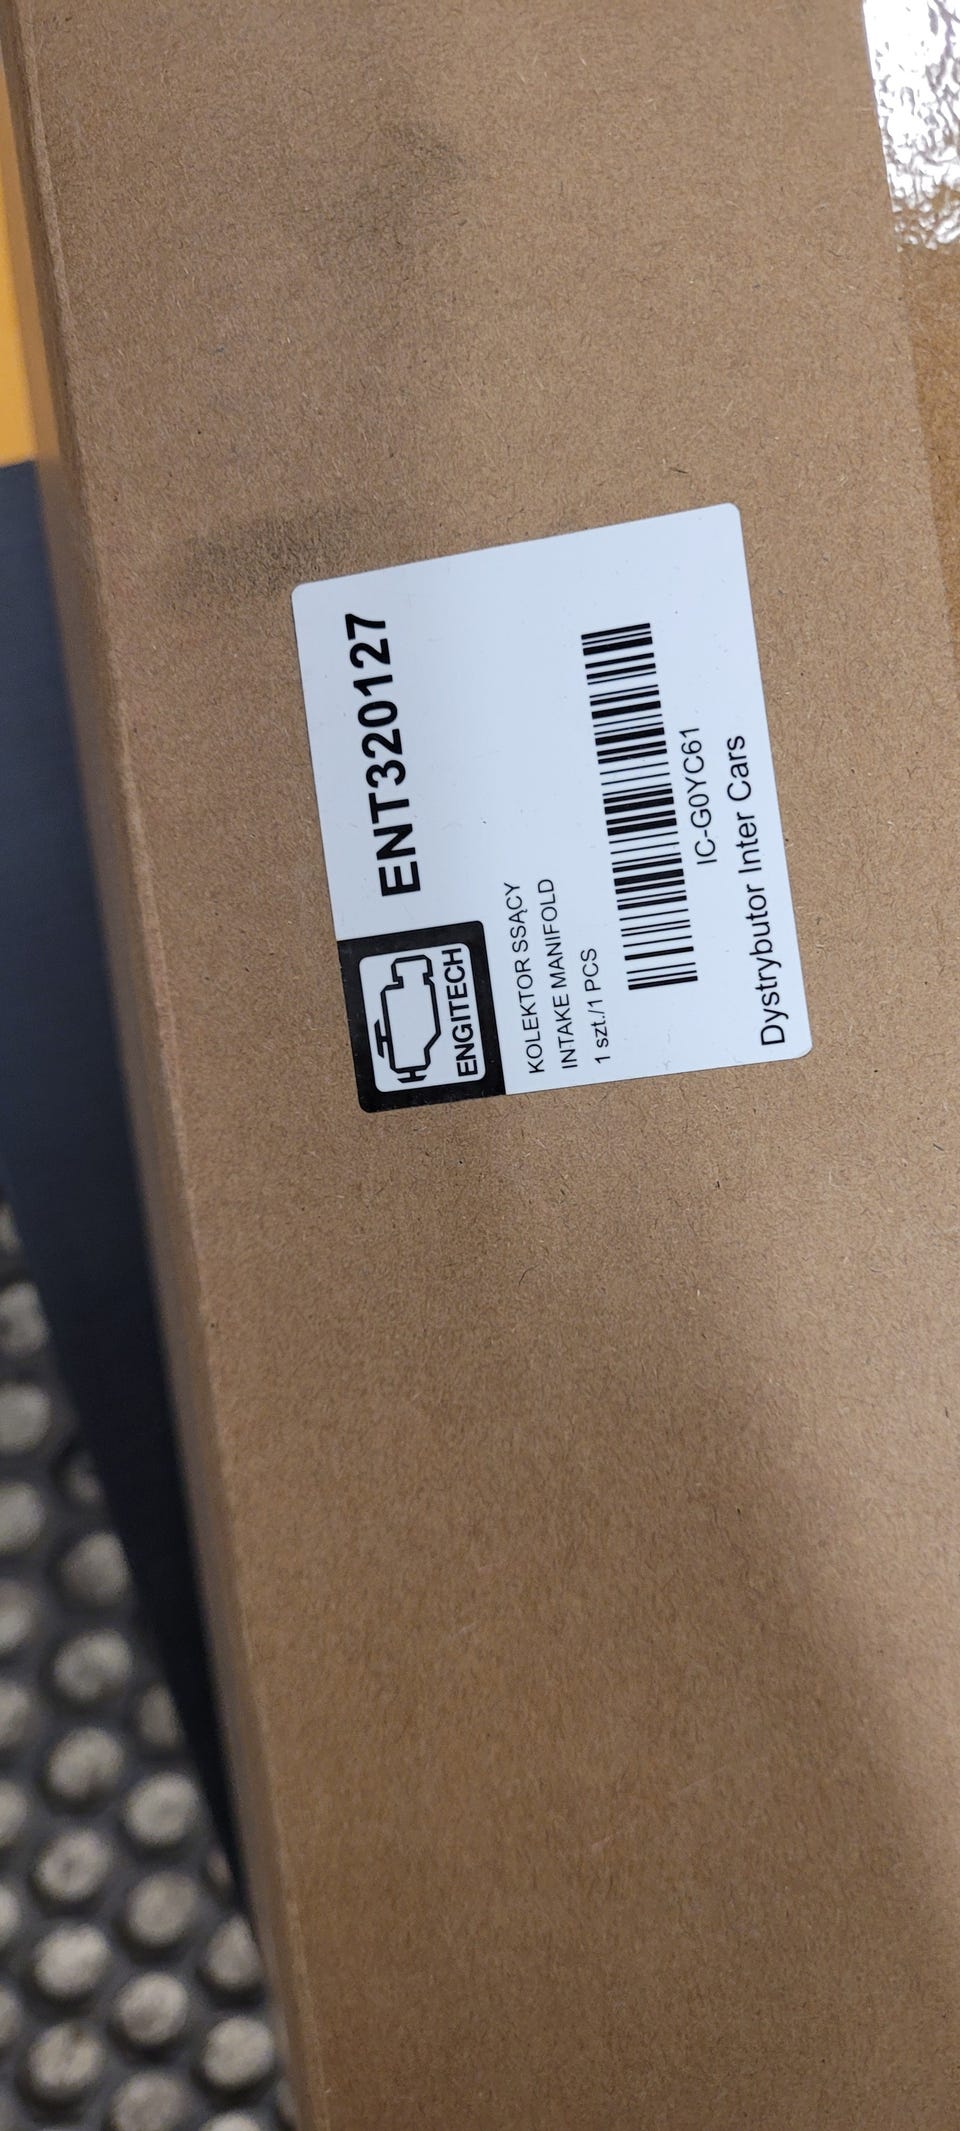 ENGITECH
ENT320127
KOLEKTOR SSĄCY
INTAKE MANIFOLD
1 szt./1 PCS
IC-G0YC61
Dystrybutor Inter Cars